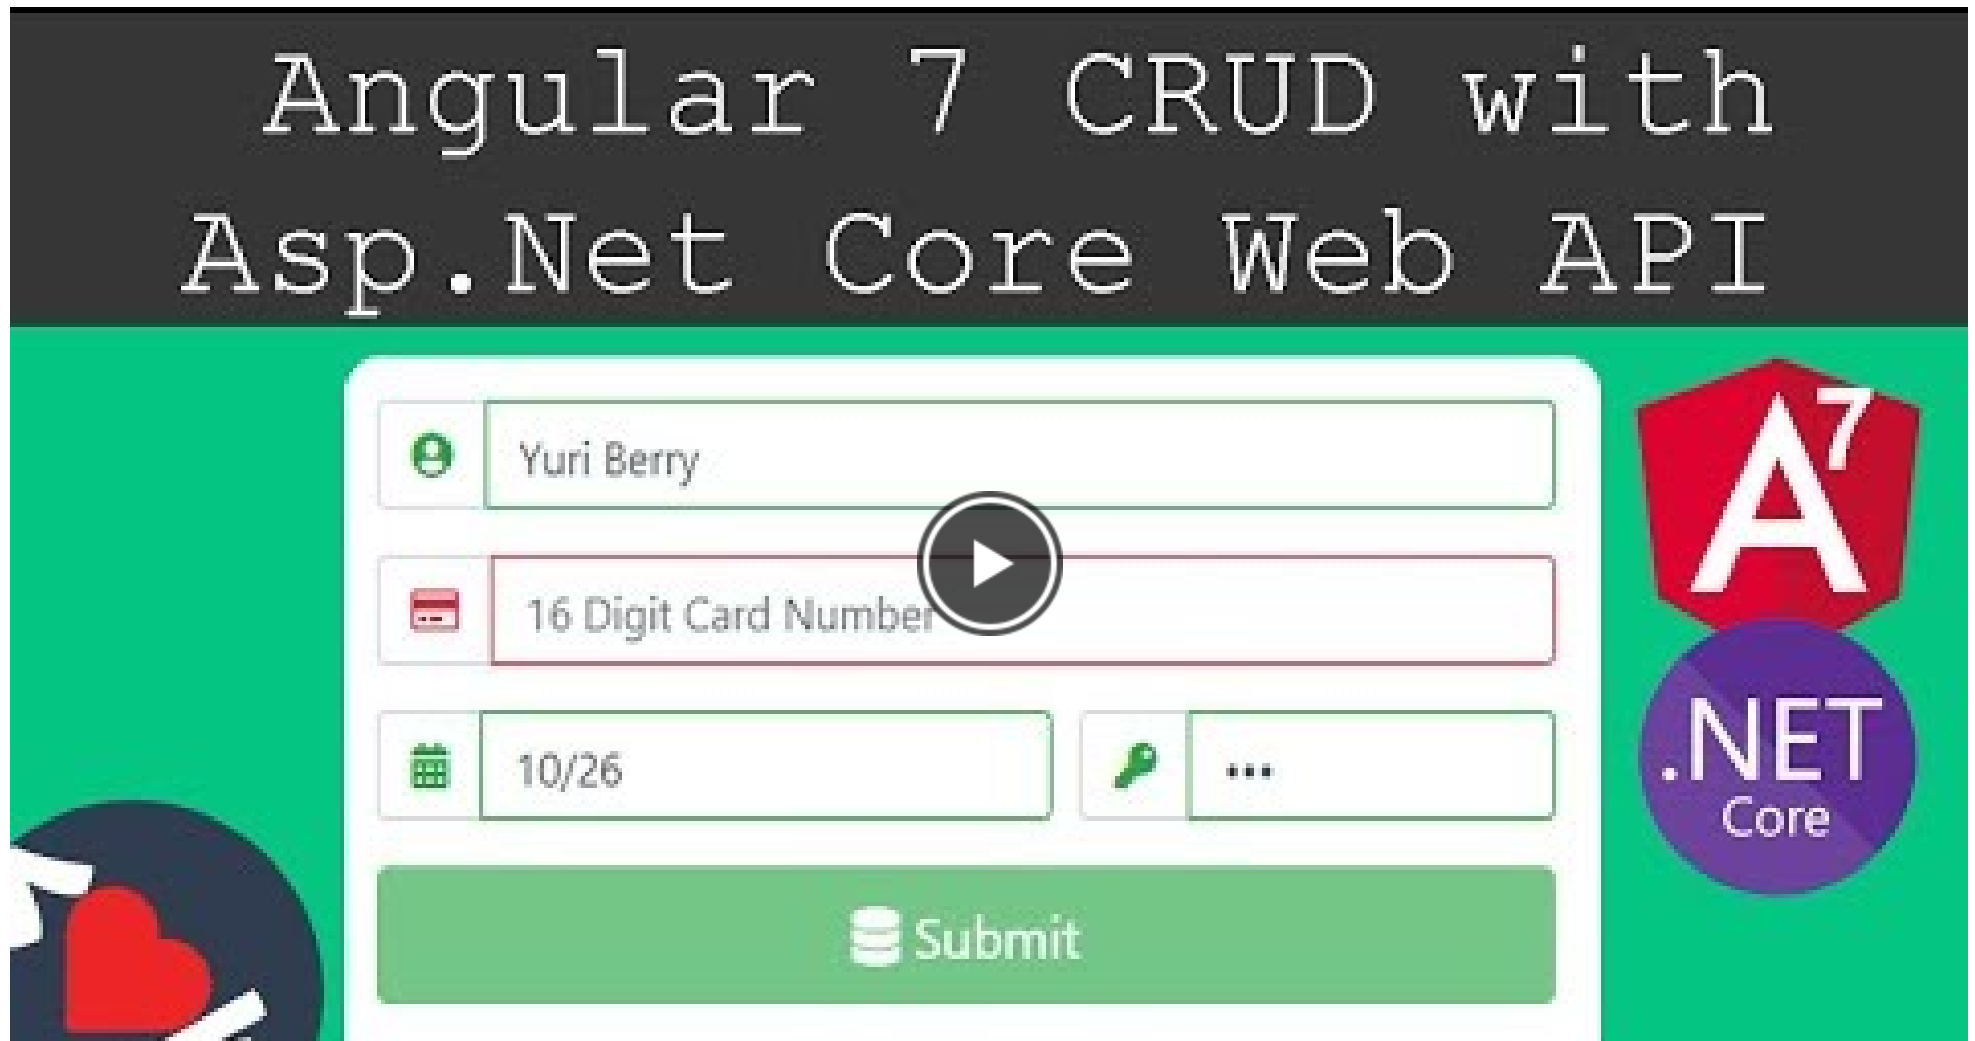 Angular 7 CRUD with
Asp.Net Core Web API
Yuri Berry
16 Digit Card Number
10/26
•••
Submit
A7
.NET
Core